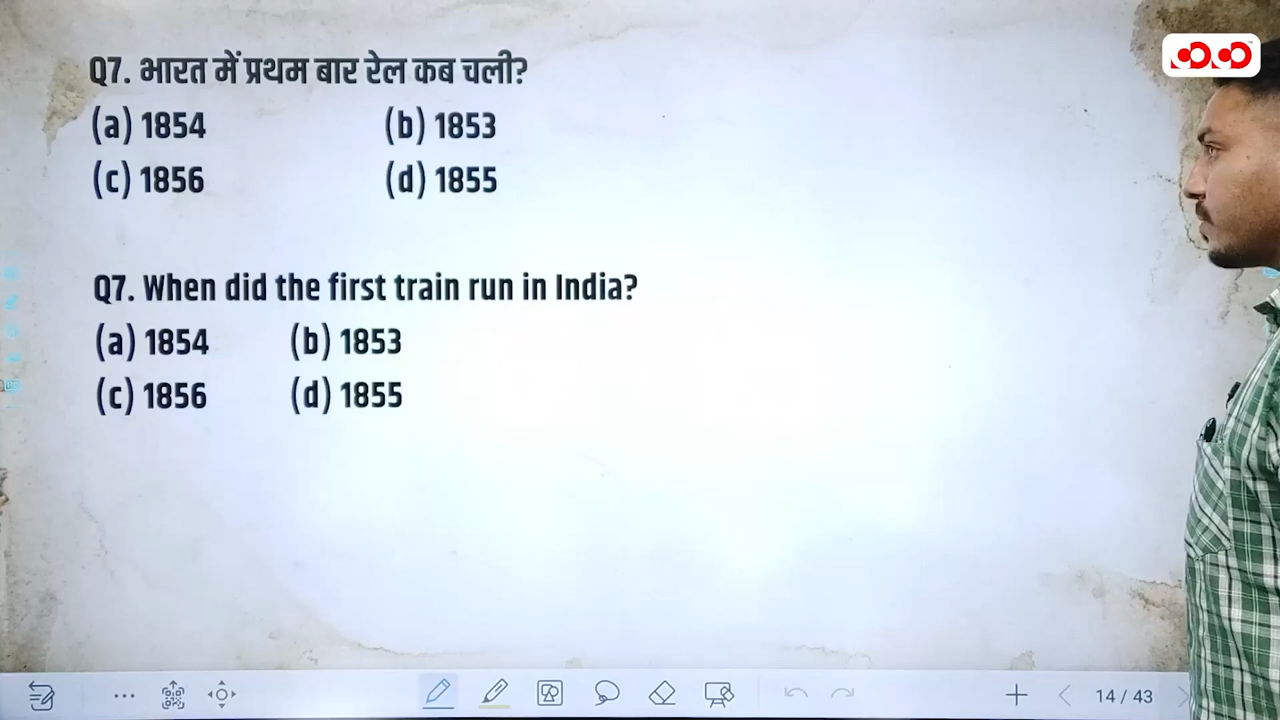 Q7. भारत में प्रथम बार रेल कब चली?
(a) 1854 (b) 1853
(c) 1856 (d) 1855
Q7. When did the first train run in India?
(a) 1854 (b) 1853
(c) 1856 (d) 1855
14 / 43